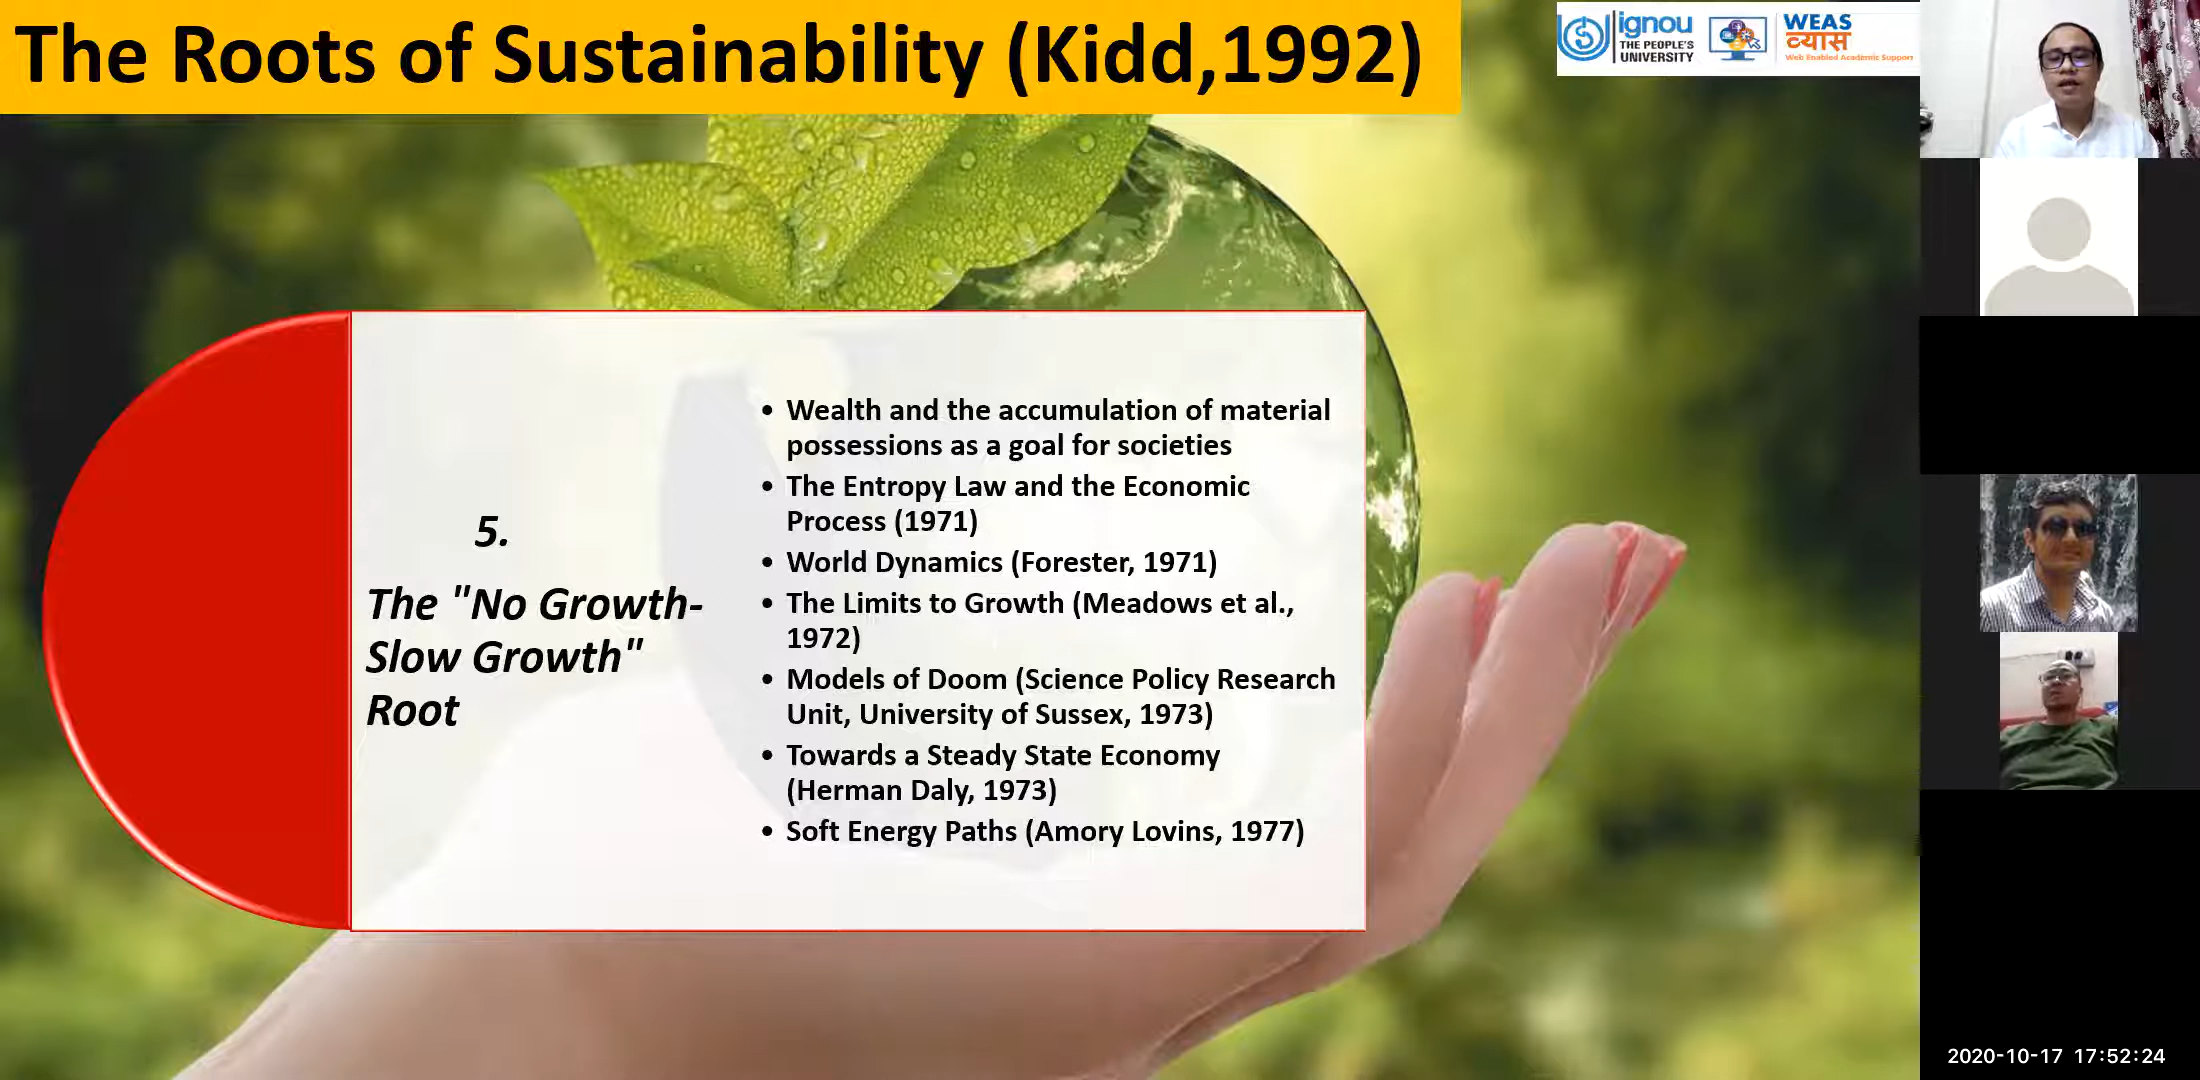 The Roots of Sustainability (Kidd,1992)
ignou
THE PEOPLE'S
UNIVERSITY
WEAS
व्यास
Web Enabled Academic Support
5.
The "No Growth-
Slow Growth"
Root
• Wealth and the accumulation of material
possessions as a goal for societies
• The Entropy Law and the Economic
Process (1971)
• World Dynamics (Forester, 1971)
• The Limits to Growth (Meadows et al.,
1972)
• Models of Doom (Science Policy Research
Unit, University of Sussex, 1973)
• Towards a Steady State Economy
(Herman Daly, 1973)
• Soft Energy Paths (Amory Lovins, 1977)
2020-10-17 17:52:24